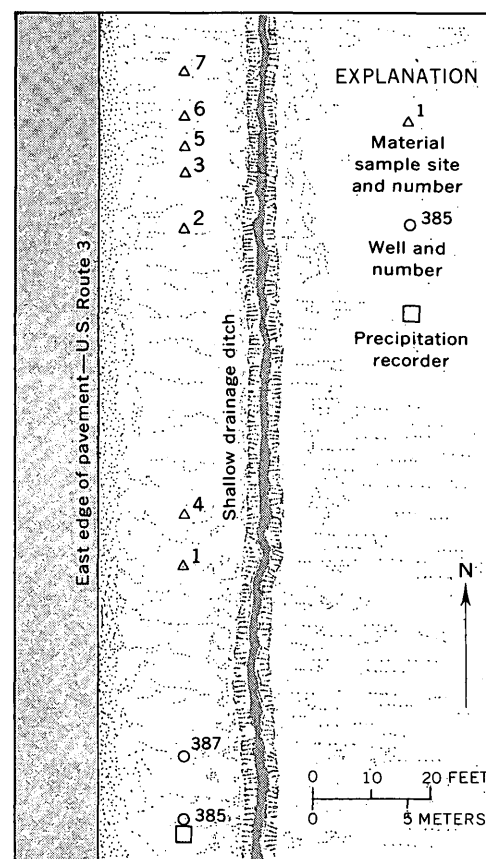 7
6
5
3
2
4
1
387
385
East edge of pavement—U.S. Route 3
Shallow drainage ditch
EXPLANATION
1
Material
sample site
and number
385
Well and
number
Precipitation
recorder
N
0 10 20 FEET
0 5 METERS